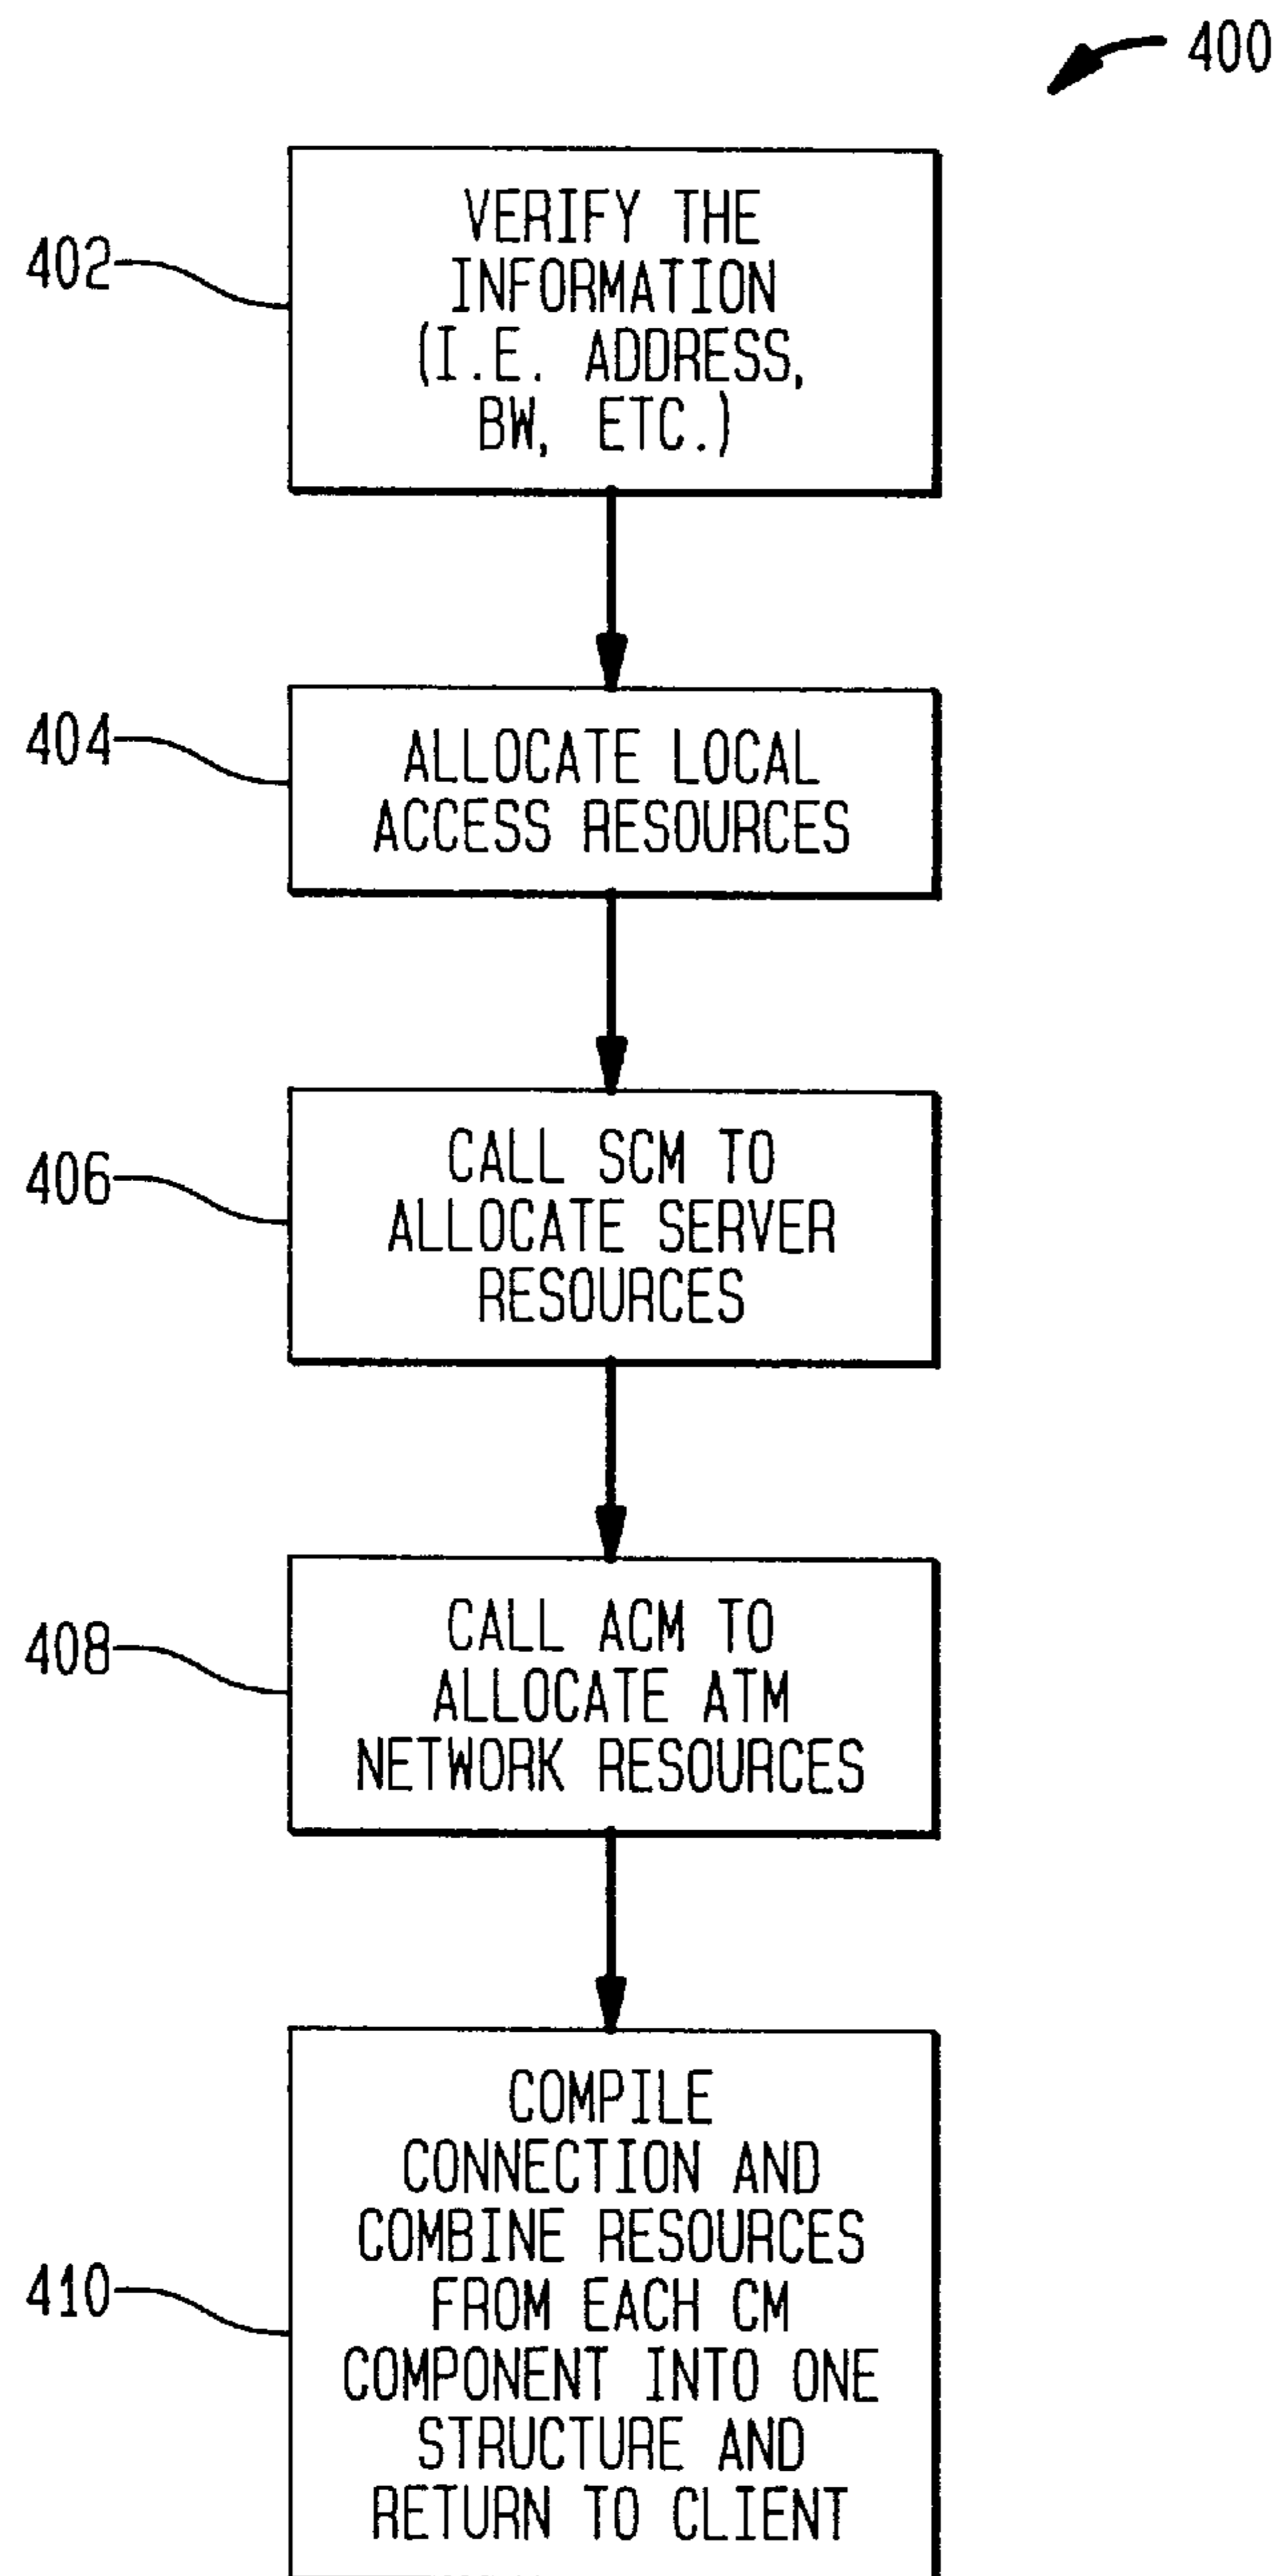 400
402
VERIFY THE
INFORMATION
(I.E. ADDRESS,
BW, ETC.)
404
ALLOCATE LOCAL
ACCESS RESOURCES
406
CALL SCM TO
ALLOCATE SERVER
RESOURCES
408
CALL ACM TO
ALLOCATE ATM
NETWORK RESOURCES
410
COMPILE
CONNECTION AND
COMBINE RESOURCES
FROM EACH CM
COMPONENT INTO ONE
STRUCTURE AND
RETURN TO CLIENT